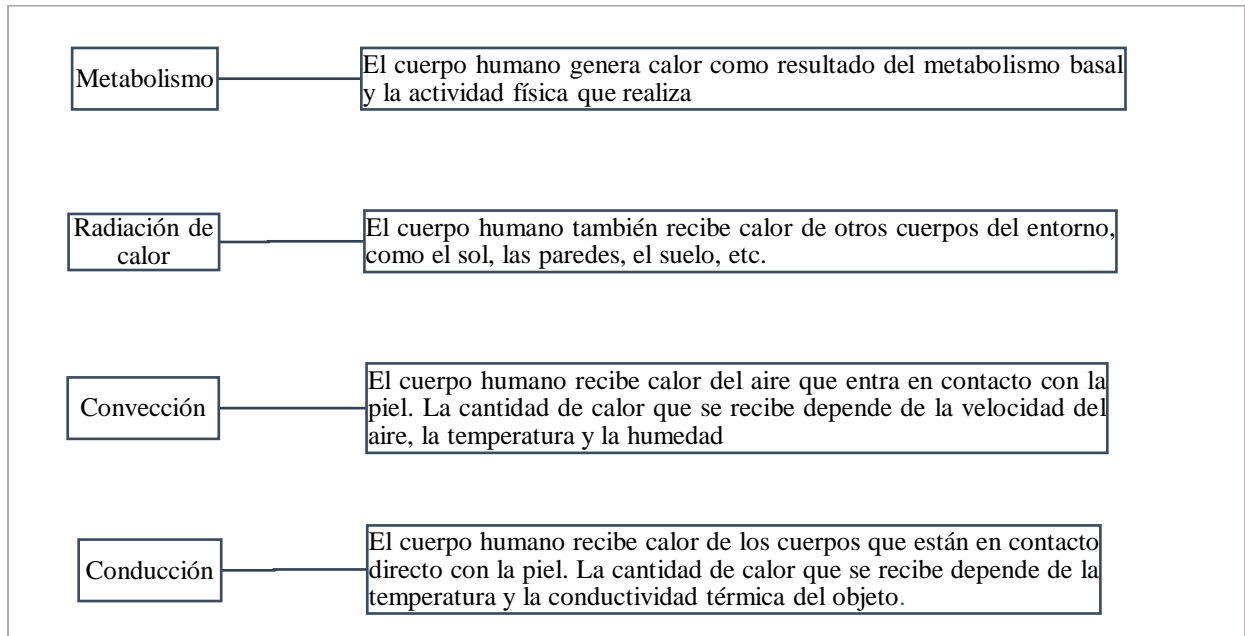 Metabolismo
El cuerpo humano genera calor como resultado del metabolismo basal
y la actividad física que realiza
Radiación de
calor
El cuerpo humano también recibe calor de otros cuerpos del entorno,
como el sol, las paredes, el suelo, etc.
Convección
El cuerpo humano recibe calor del aire que entra en contacto con la
piel. La cantidad de calor que se recibe depende de la velocidad del
aire, la temperatura y la humedad
Conducción
El cuerpo humano recibe calor de los cuerpos que están en contacto
directo con la piel. La cantidad de calor que se recibe depende de la
temperatura y la conductividad térmica del objeto.